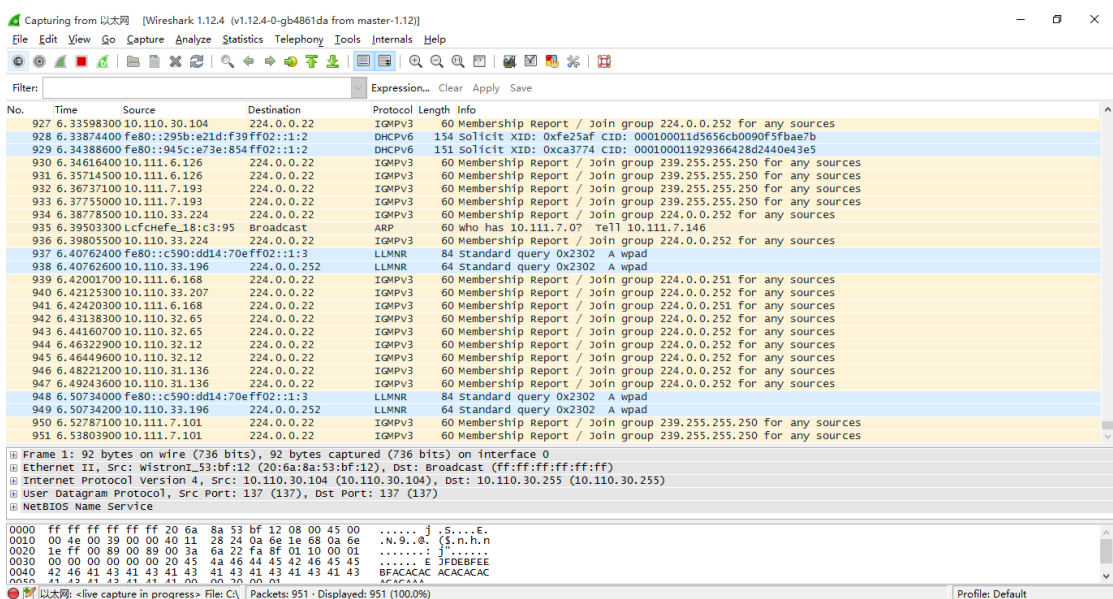 Capturing from 以太网 [Wireshark 1.12.4 (v1.12.4-0-gb4861da from master-1.12)]
File Edit View Go Capture Analyze Statistics Telephony Tools Internals Help
Filter: Expression... Clear Apply Save
No. Time Source Destination Protocol Length Info
927 6.33598300 10.110.30.104 224.0.0.22 IGMPv3 60 Membership Report / Join group 224.0.0.252 for any sources
928 6.33874400 fe80::295b:e21d:f39 ff02::1:2 DHCPv6 154 Solicit XID: 0xfe25af CID: 000100011d5656cb0090f5fbae7b
929 6.34388600 fe80::945c:e73e:854 ff02::1:2 DHCPv6 151 Solicit XID: 0xca3774 CID: 000100011929366428d2440e43e5
930 6.34616400 10.111.6.126 224.0.0.22 IGMPv3 60 Membership Report / Join group 239.255.255.250 for any sources
931 6.35714500 10.111.6.126 224.0.0.22 IGMPv3 60 Membership Report / Join group 239.255.255.250 for any sources
932 6.36737100 10.111.7.193 224.0.0.22 IGMPv3 60 Membership Report / Join group 239.255.255.250 for any sources
933 6.37755000 10.111.7.193 224.0.0.22 IGMPv3 60 Membership Report / Join group 239.255.255.250 for any sources
934 6.38778500 10.110.33.224 224.0.0.22 IGMPv3 60 Membership Report / Join group 224.0.0.252 for any sources
935 6.39503300 LcfcHefe_18:c3:95 Broadcast ARP 60 Who has 10.111.7.0? Tell 10.111.7.146
936 6.39805500 10.110.33.224 224.0.0.22 IGMPv3 60 Membership Report / Join group 224.0.0.252 for any sources
937 6.40762400 fe80::c590:dd14:70e ff02::1:3 LLMNR 84 Standard query 0x2302 A wpad
938 6.40762600 10.110.33.196 224.0.0.252 LLMNR 64 Standard query 0x2302 A wpad
939 6.42001700 10.111.6.168 224.0.0.22 IGMPv3 60 Membership Report / Join group 224.0.0.251 for any sources
940 6.42125300 10.110.33.207 224.0.0.22 IGMPv3 60 Membership Report / Join group 224.0.0.252 for any sources
941 6.42420300 10.111.6.168 224.0.0.22 IGMPv3 60 Membership Report / Join group 224.0.0.251 for any sources
942 6.43138300 10.110.32.65 224.0.0.22 IGMPv3 60 Membership Report / Join group 224.0.0.252 for any sources
943 6.44160700 10.110.32.65 224.0.0.22 IGMPv3 60 Membership Report / Join group 224.0.0.252 for any sources
944 6.46322900 10.110.32.12 224.0.0.22 IGMPv3 60 Membership Report / Join group 224.0.0.252 for any sources
945 6.46449600 10.110.32.12 224.0.0.22 IGMPv3 60 Membership Report / Join group 224.0.0.252 for any sources
946 6.48221200 10.110.31.136 224.0.0.22 IGMPv3 60 Membership Report / Join group 224.0.0.252 for any sources
947 6.49243600 10.110.31.136 224.0.0.22 IGMPv3 60 Membership Report / Join group 224.0.0.252 for any sources
948 6.50734000 fe80::c590:dd14:70e ff02::1:3 LLMNR 84 Standard query 0x2302 A wpad
949 6.50734200 10.110.33.196 224.0.0.252 LLMNR 64 Standard query 0x2302 A wpad
950 6.52787100 10.111.7.101 224.0.0.22 IGMPv3 60 Membership Report / Join group 239.255.255.250 for any sources
951 6.53803900 10.111.7.101 224.0.0.22 IGMPv3 60 Membership Report / Join group 239.255.255.250 for any sources
Frame 1: 92 bytes on wire (736 bits), 92 bytes captured (736 bits) on interface 0
Ethernet II, Src: WistronI_53:bf:12 (20:6a:8a:53:bf:12), Dst: Broadcast (ff:ff:ff:ff:ff:ff)
Internet Protocol Version 4, Src: 10.110.30.104 (10.110.30.104), Dst: 10.110.30.255 (10.110.30.255)
User Datagram Protocol, Src Port: 137 (137), Dst Port: 137 (137)
NetBIOS Name Service
0000 ff ff ff ff ff ff 20 6a 8a 53 bf 12 08 00 45 00 ...... j .S....E.
0010 00 4e 00 39 00 00 40 11 28 24 0a 6e 1e 68 0a 6e .N.9..@. ($.n.h.n
0020 1e ff 00 89 00 89 00 3a 6a 22 fa 8f 01 10 00 01 .......: j"......
0030 00 00 00 00 00 00 20 45 4a 46 44 45 42 46 45 45 ...... E JFDEBFEE
0040 42 46 41 43 41 43 41 43 41 43 41 43 41 43 41 43 BFACACAC ACACACAC
0050 41 43 41 43 41 41 41 00 00 20 00 01 ACACAAA.
以太网: <live capture in progress> File: C:\ Packets: 951 · Displayed: 951 (100.0%) Profile: Default